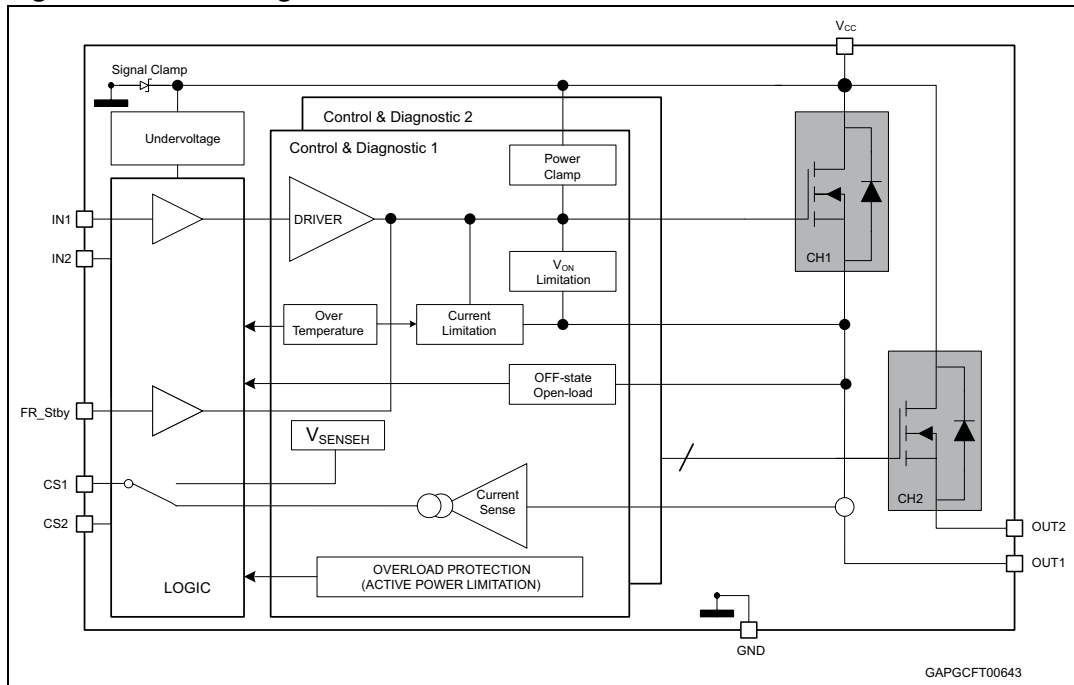 VCC
Signal Clamp
Undervoltage
Control & Diagnostic 2
Control & Diagnostic 1
Power
Clamp
IN1
DRIVER
IN2
VON
Limitation
CH1
Over
Temperature
Current
Limitation
OFF-state
Open-load
FR_Stby
VSENSEH
CS1
Current
Sense
CH2
CS2
OUT2
OVERLOAD PROTECTION
(ACTIVE POWER LIMITATION)
LOGIC
OUT1
GND
GAPGCFT00643